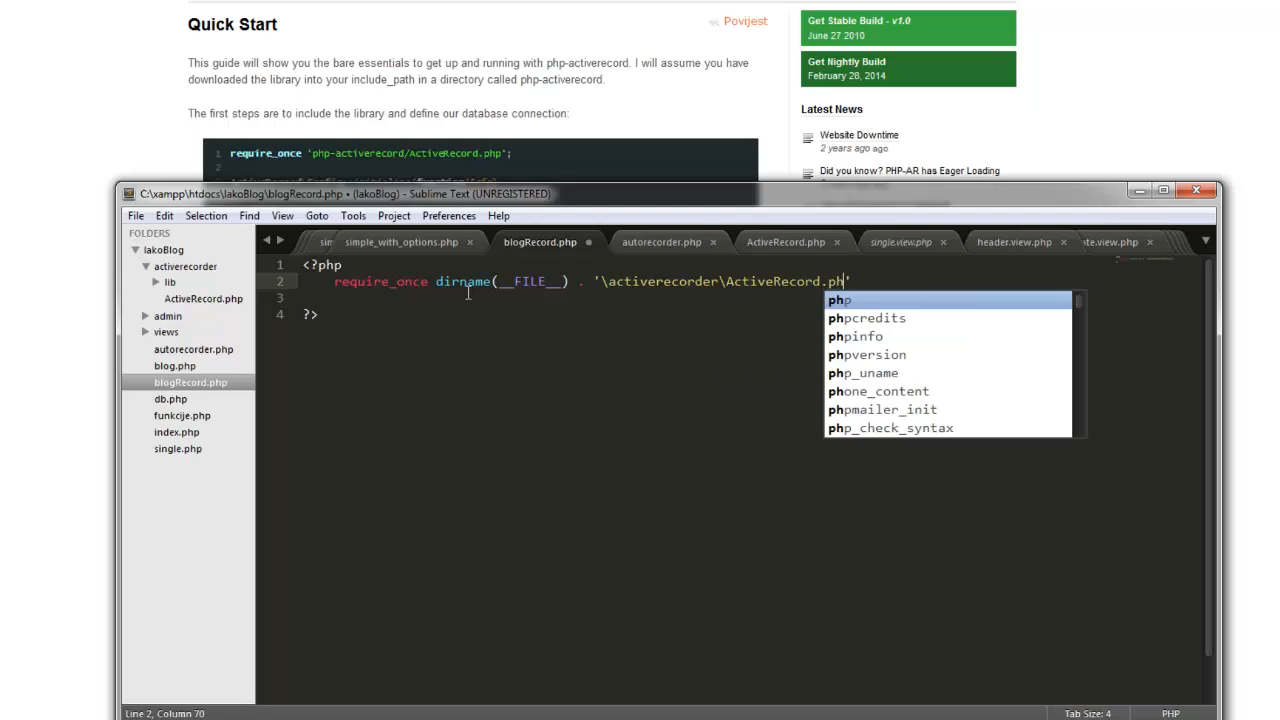 Quick Start
Povijest
This guide will show you the bare essentials to get up and running with php-activerecord. I will assume you have
downloaded the library into your include_path in a directory called php-activerecord.
The first steps are to include the library and define our database connection:
1 require_once 'php-activerecord/ActiveRecord.php';
2
Get Stable Build - v1.0
June 27 2010
Get Nightly Build
February 28, 2014
Latest News
Website Downtime
2 years ago ago
Did you know? PHP-AR has Eager Loading
C:\xampp\htdocs\lakoBlog\blogRecord.php • (lakoBlog) - Sublime Text (UNREGISTERED)
File Edit Selection Find View Goto Tools Project Preferences Help
FOLDERS
lakoBlog
activerecorder
lib
ActiveRecord.php
admin
views
autorecorder.php
blog.php
blogRecord.php
db.php
funkcije.php
index.php
single.php
sim simple_with_options.php × blogRecord.php autorecorder.php × ActiveRecord.php × single.view.php × header.view.php × ate.view.php ×
1 <?php
2 require_once dirname(__FILE__) . '\activerecorder\ActiveRecord.ph'
3
4 ?>
php
phpcredits
phpinfo
phpversion
php_uname
phone_content
phpmailer_init
php_check_syntax
Line 2, Column 70
Tab Size: 4
PHP